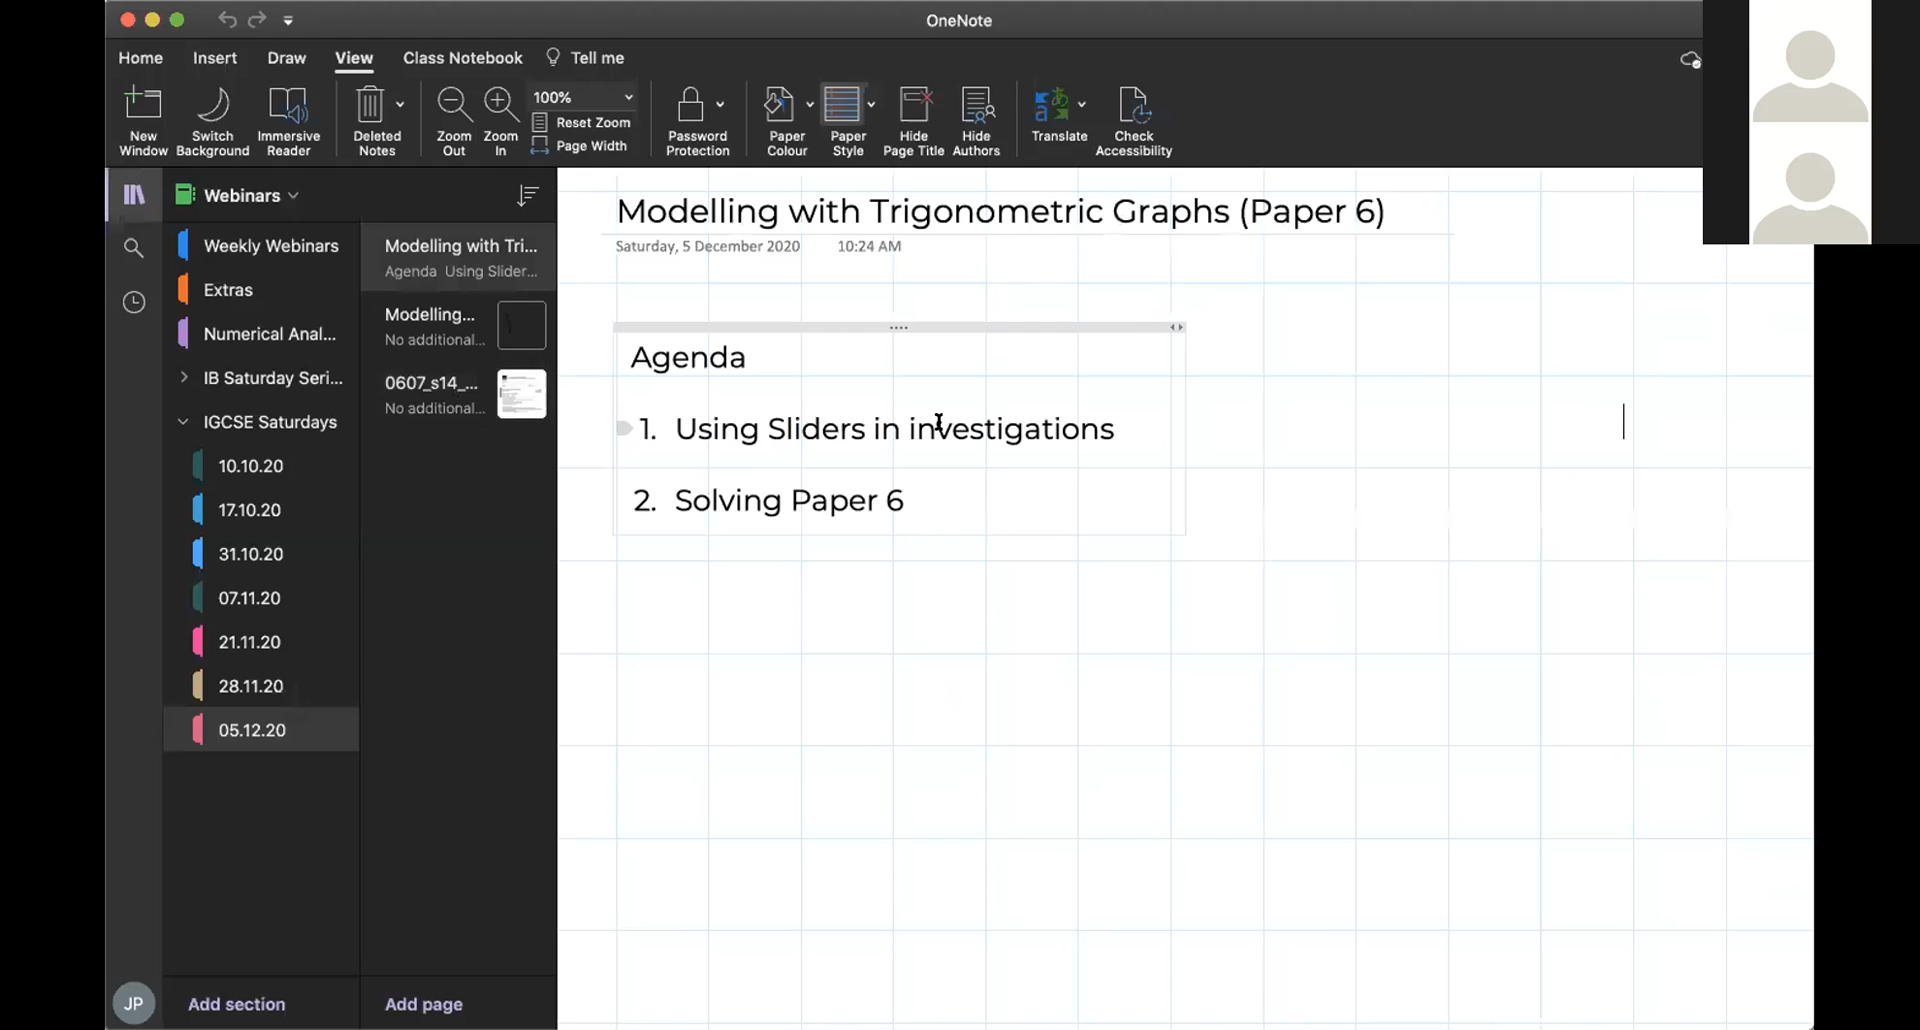 OneNote
Home Insert Draw View Class Notebook Tell me
New Window
Switch Background
Immersive Reader
Deleted Notes
Zoom Out
Zoom In
100%
Reset Zoom
Page Width
Password Protection
Paper Colour
Paper Style
Hide Page Title
Hide Authors
Translate
Check Accessibility
Webinars
Weekly Webinars
Extras
Numerical Anal...
IB Saturday Seri...
IGCSE Saturdays
10.10.20
17.10.20
31.10.20
07.11.20
21.11.20
28.11.20
05.12.20
JP
Add section
Modelling with Tri...
Agenda Using Slider...
Modelling...
No additional...
0607_s14_...
No additional...
Add page
Modelling with Trigonometric Graphs (Paper 6)
Saturday, 5 December 2020 10:24 AM
Agenda
1. Using Sliders in investigations
2. Solving Paper 6